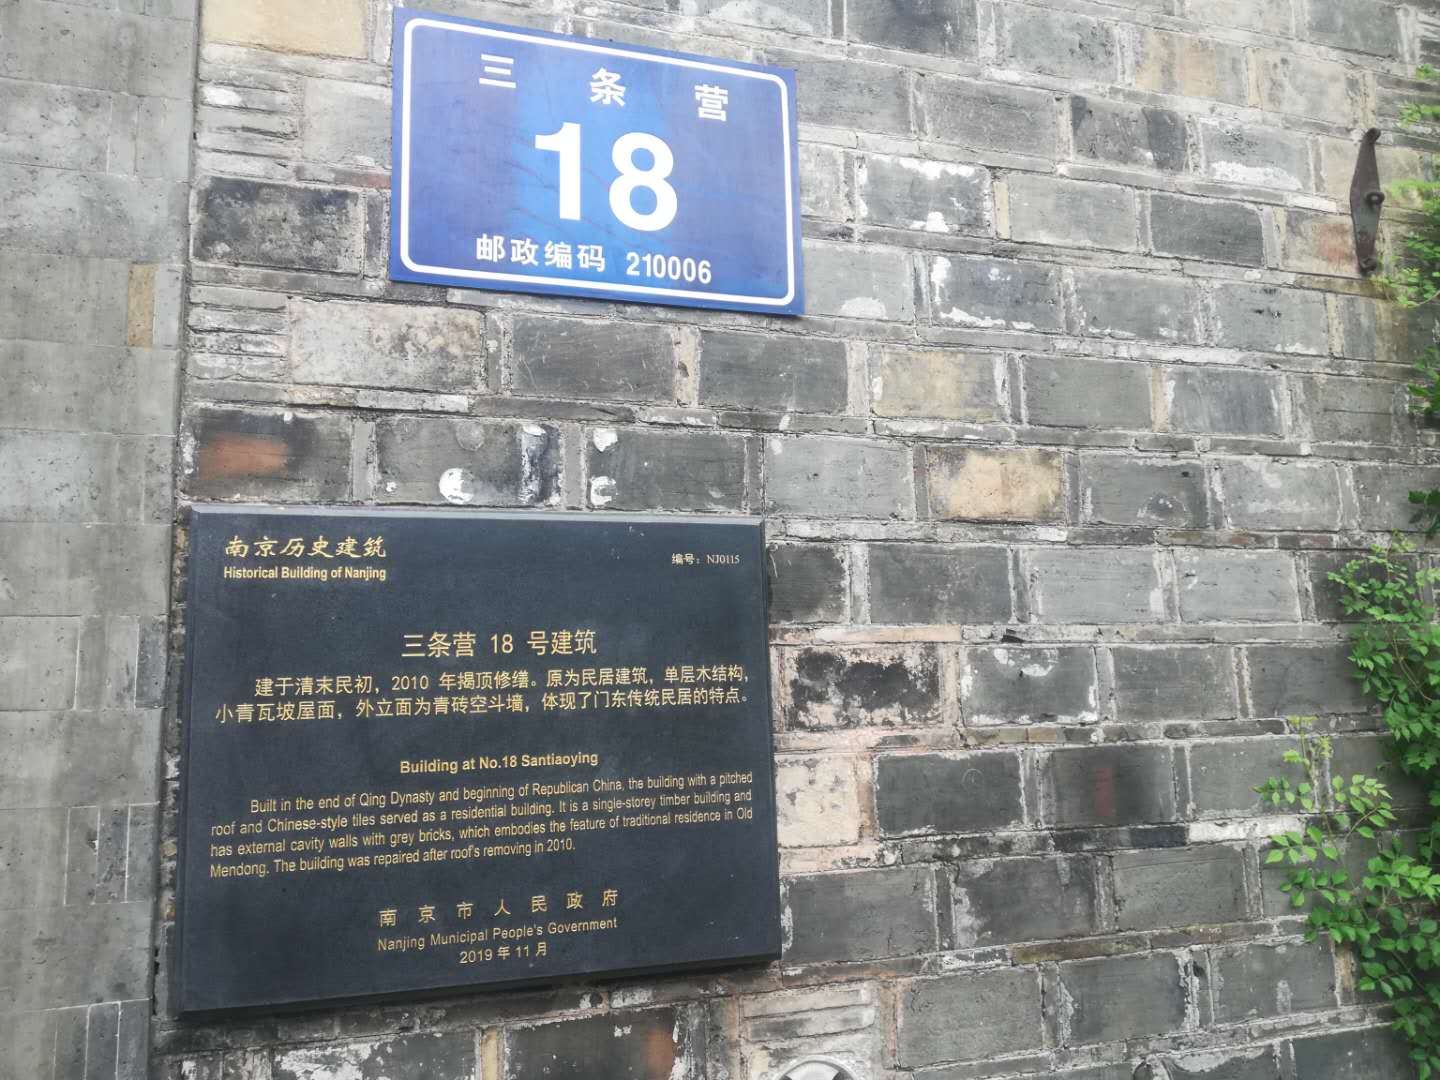 三条营
18
邮政编码 210006
南京历史建筑
Historical Building of Nanjing
编号：NJ0115
三条营 18 号建筑
建于清末民初，2010 年揭顶修缮。原为民居建筑，单层木结构，
小青瓦坡屋面，外立面为青砖空斗墙，体现了门东传统民居的特点。
Building at No.18 Santiaoying
Built in the end of Qing Dynasty and beginning of Republican China, the building with a pitched
roof and Chinese-style tiles served as a residential building. It is a single-storey timber building and
has external cavity walls with grey bricks, which embodies the feature of traditional residence in Old
Mendong. The building was repaired after roof's removing in 2010.
南京市人民政府
Nanjing Municipal People's Government
2019 年 11 月